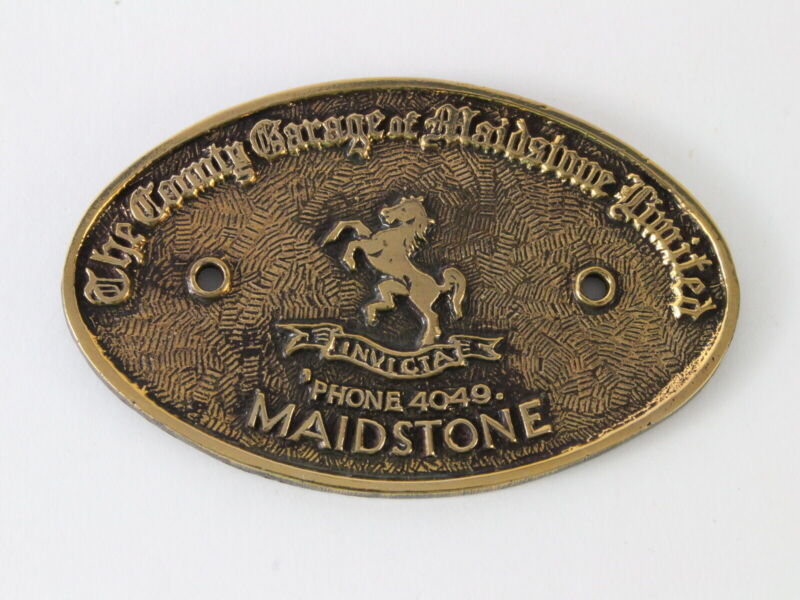 The County Garage of Maidstone Limited
INVICTA
'PHONE 4049.
MAIDSTONE